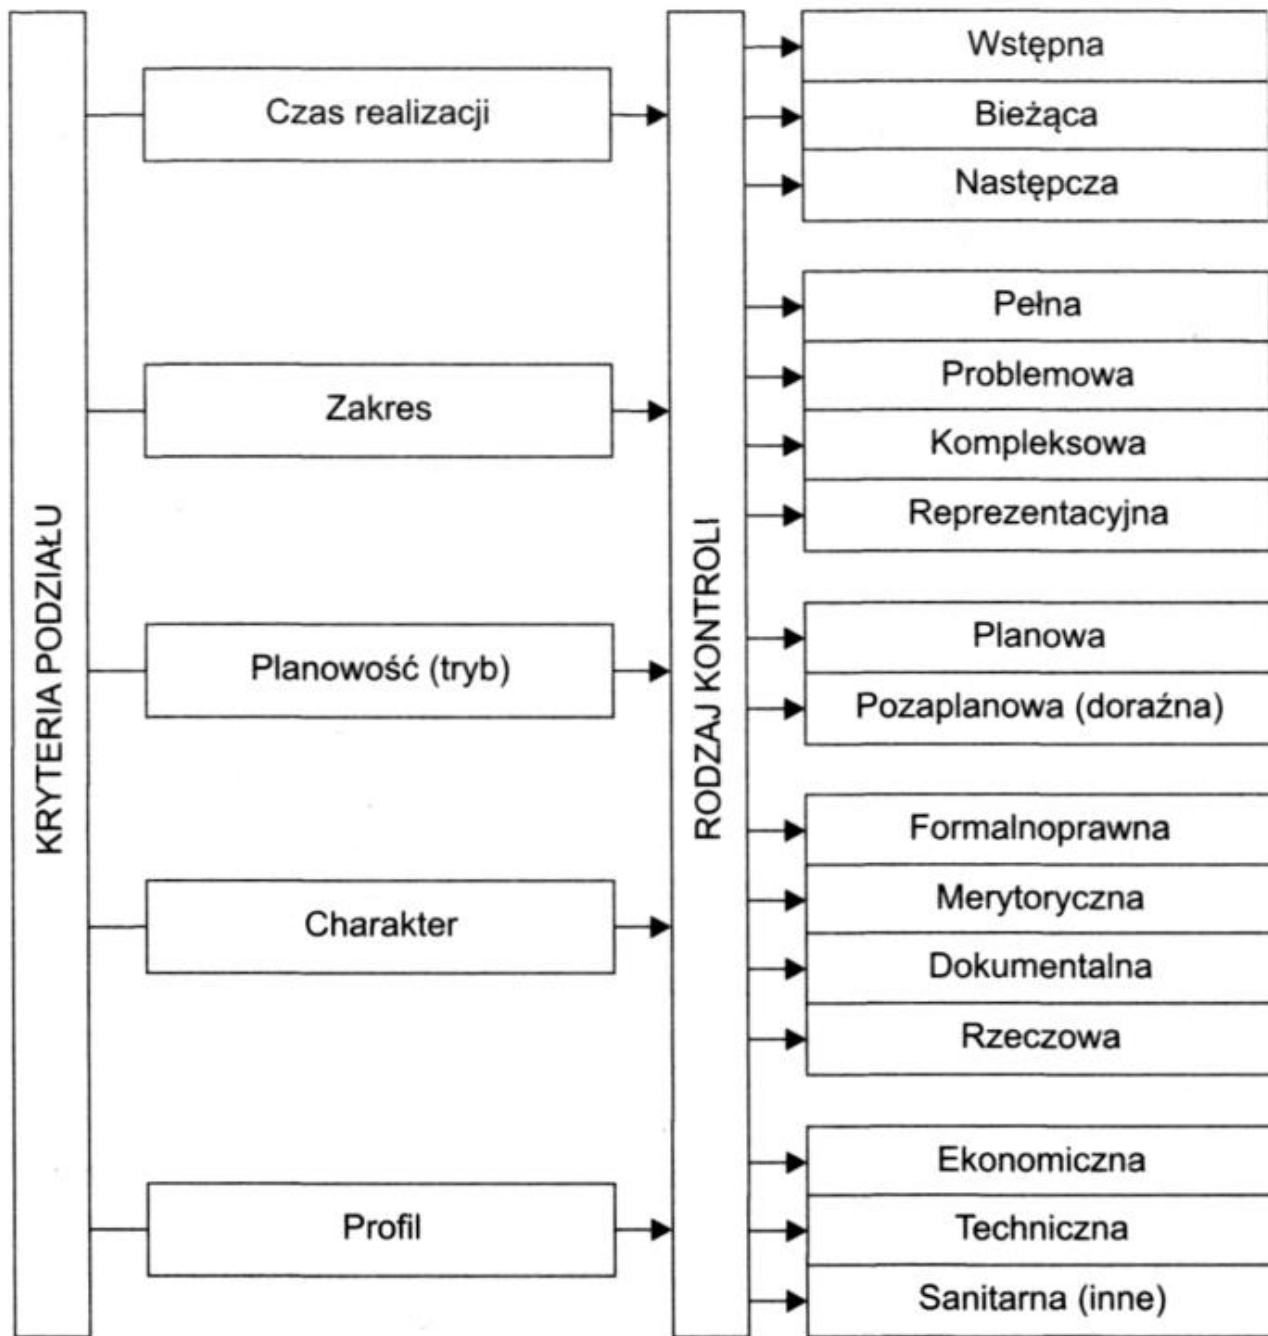 KRYTERIA PODZIAŁU
Czas realizacji
Zakres
Planowość (tryb)
Charakter
Profil
RODZAJ KONTROLI
Wstępna
Bieżąca
Następcza
Pełna
Problemowa
Kompleksowa
Reprezentacyjna
Planowa
Pozaplanowa (doraźna)
Formalnoprawna
Merytoryczna
Dokumentalna
Rzeczowa
Ekonomiczna
Techniczna
Sanitarna (inne)